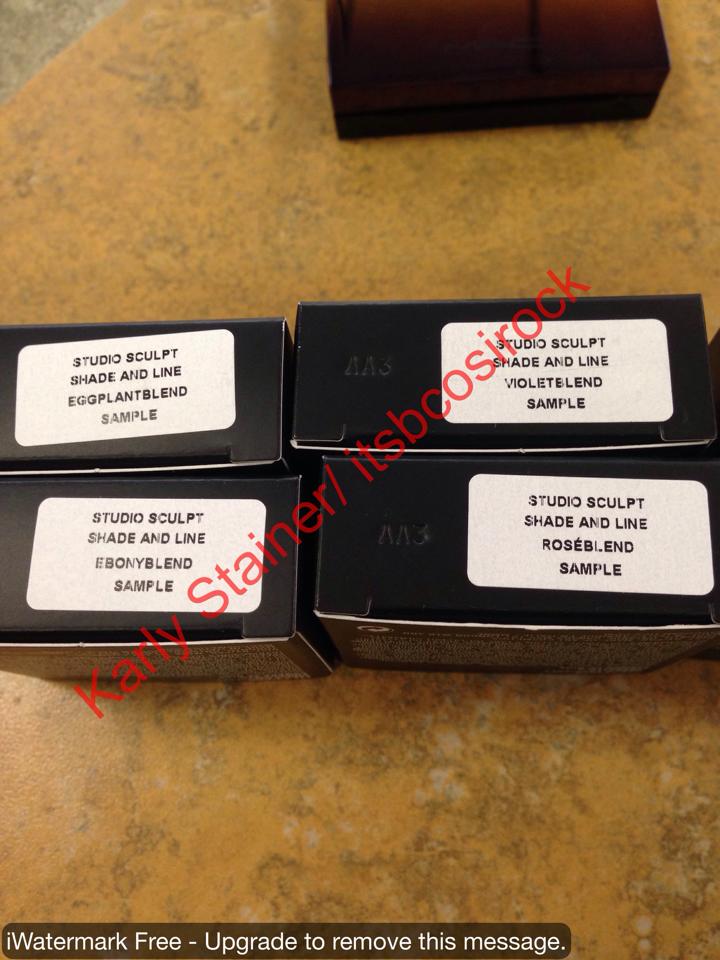 STUDIO SCULPT
SHADE AND LINE
EGGPLANTBLEND
SAMPLE
AA3
STUDIO SCULPT
SHADE AND LINE
VIOLETBLEND
SAMPLE
STUDIO SCULPT
SHADE AND LINE
EBONYBLEND
SAMPLE
AA3
STUDIO SCULPT
SHADE AND LINE
ROSÉBLEND
SAMPLE
Karly Stainer/ itsbcosirock
iWatermark Free - Upgrade to remove this message.